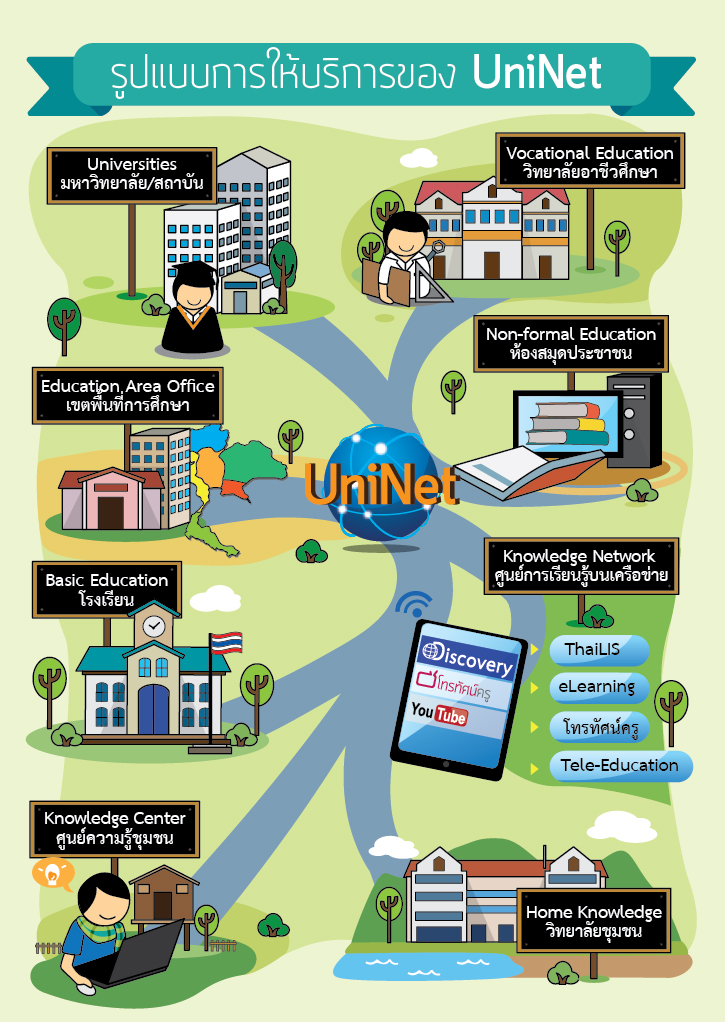 รูปแบบการให้บริการของ UniNet
Universities
มหาวิทยาลัย/สถาบัน
Vocational Education
วิทยาลัยอาชีวศึกษา
Non-formal Education
ห้องสมุดประชาชน
Education Area Office
เขตพื้นที่การศึกษา
UniNet
Knowledge Network
ศูนย์การเรียนรู้บนเครือข่าย
Basic Education
โรงเรียน
Discovery
โทรทัศน์ครู
YouTube
ThaiLIS
eLearning
โทรทัศน์ครู
Tele-Education
Knowledge Center
ศูนย์ความรู้ชุมชน
Home Knowledge
วิทยาลัยชุมชน